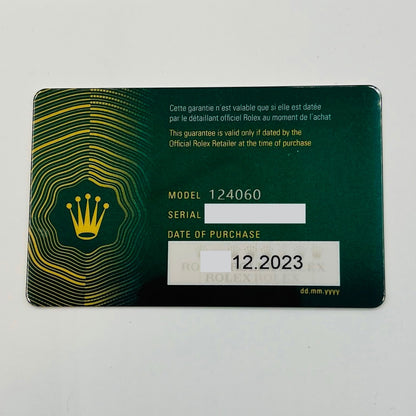 Cette garantie n'est valable que si elle est datée
par le détaillant officiel Rolex au moment de l'achat
This guarantee is valid only if dated by the
Official Rolex Retailer at the time of purchase
MODEL 124060
SERIAL
DATE OF PURCHASE
12.2023
ROLEX ROLEX
dd.mm.yyyy